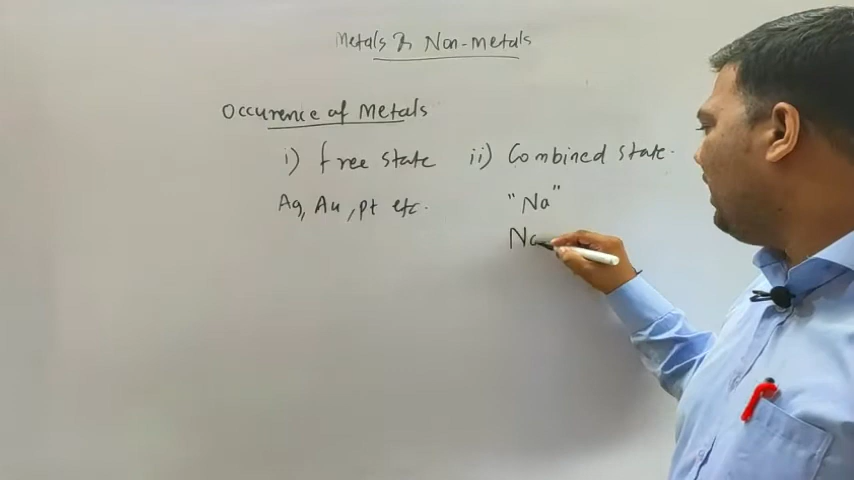 Metals & Non-Metals
Occurence of Metals
i) free state ii) Combined state.
Ag, Au, Pt etc. "Na"
Na